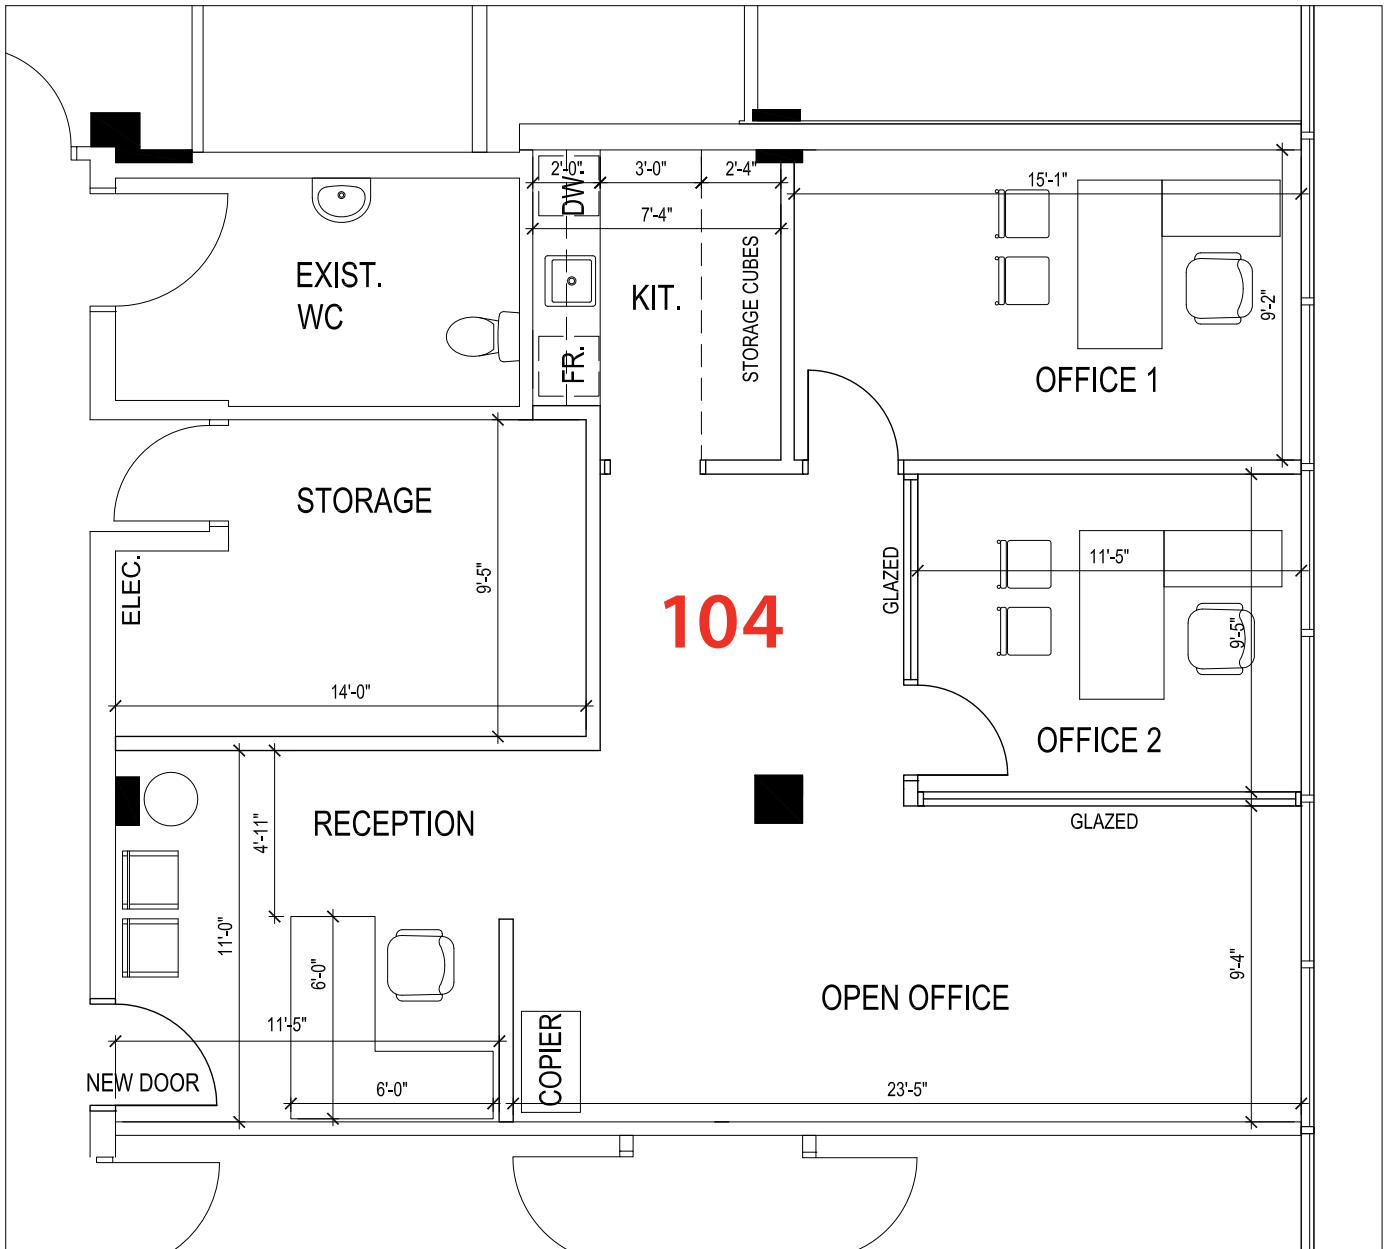 2'-0"
3'-0"
2'-4"
15'-1"
DW.
7'-4"
EXIST.
WC
KIT.
STORAGE CUBES
9'-2"
FR.
OFFICE 1
STORAGE
ELEC.
9'-5"
14'-0"
104
GLAZED
11'-5"
9'-5"
OFFICE 2
GLAZED
RECEPTION
4'-11"
11'-0"
6'-0"
11'-5"
NEW DOOR
6'-0"
COPIER
OPEN OFFICE
9'-4"
23'-5"